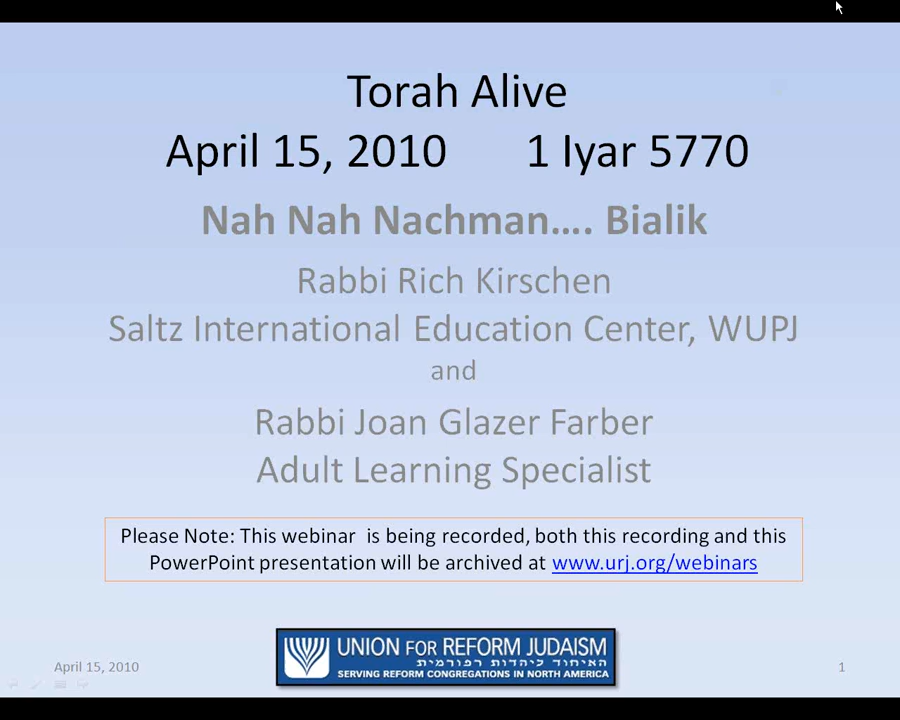 Torah Alive
April 15, 2010 1 Iyar 5770
Nah Nah Nachman.... Bialik
Rabbi Rich Kirschen
Saltz International Education Center, WUPJ
and
Rabbi Joan Glazer Farber
Adult Learning Specialist
Please Note: This webinar is being recorded, both this recording and this
PowerPoint presentation will be archived at www.urj.org/webinars
UNION FOR REFORM JUDAISM
האיחוד ליהדות רפורמית
SERVING REFORM CONGREGATIONS IN NORTH AMERICA
April 15, 2010 1